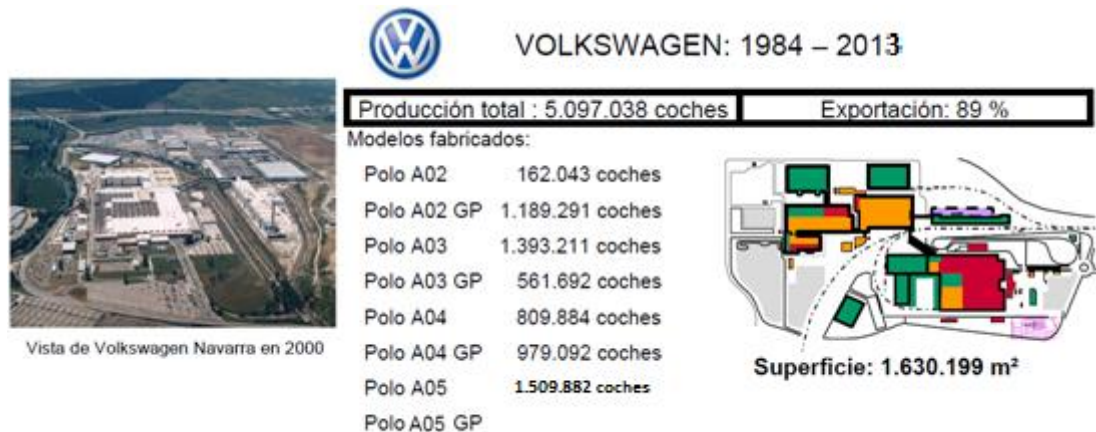 VOLKSWAGEN: 1984 – 2013
Producción total : 5.097.038 coches
Exportación: 89 %
Modelos fabricados:
Polo A02 162.043 coches
Polo A02 GP 1.189.291 coches
Polo A03 1.393.211 coches
Polo A03 GP 561.692 coches
Polo A04 809.884 coches
Polo A04 GP 979.092 coches
Polo A05 1.509.882 coches
Polo A05 GP
Vista de Volkswagen Navarra en 2000
Superficie: 1.630.199 m²